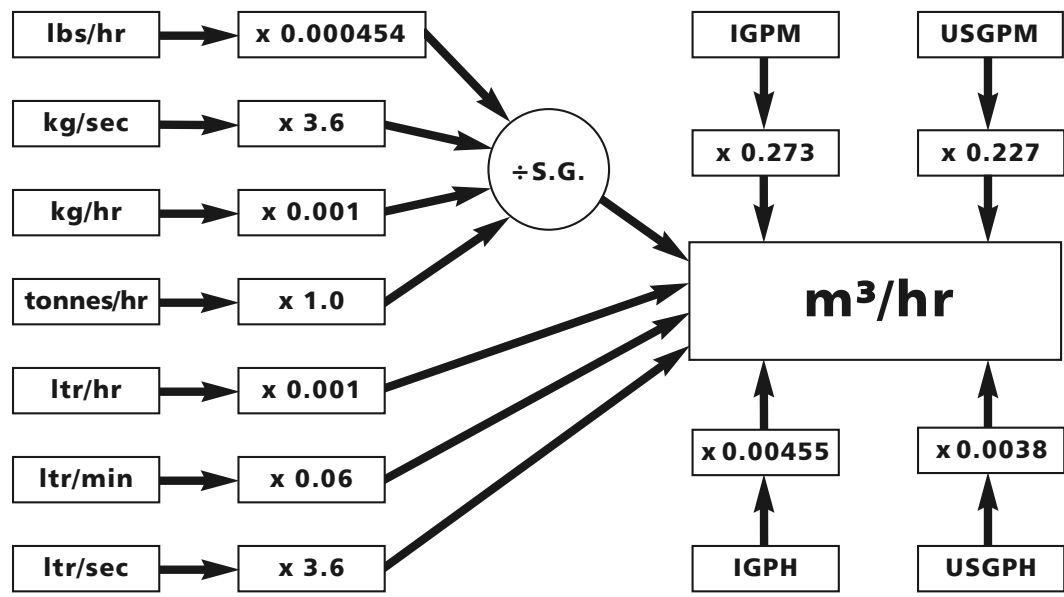 lbs/hr
x 0.000454
IGPM
USGPM
kg/sec
x 3.6
x 0.273
x 0.227
÷S.G.
kg/hr
x 0.001
tonnes/hr
x 1.0
m³/hr
ltr/hr
x 0.001
x 0.00455
x 0.0038
ltr/min
x 0.06
ltr/sec
x 3.6
IGPH
USGPH